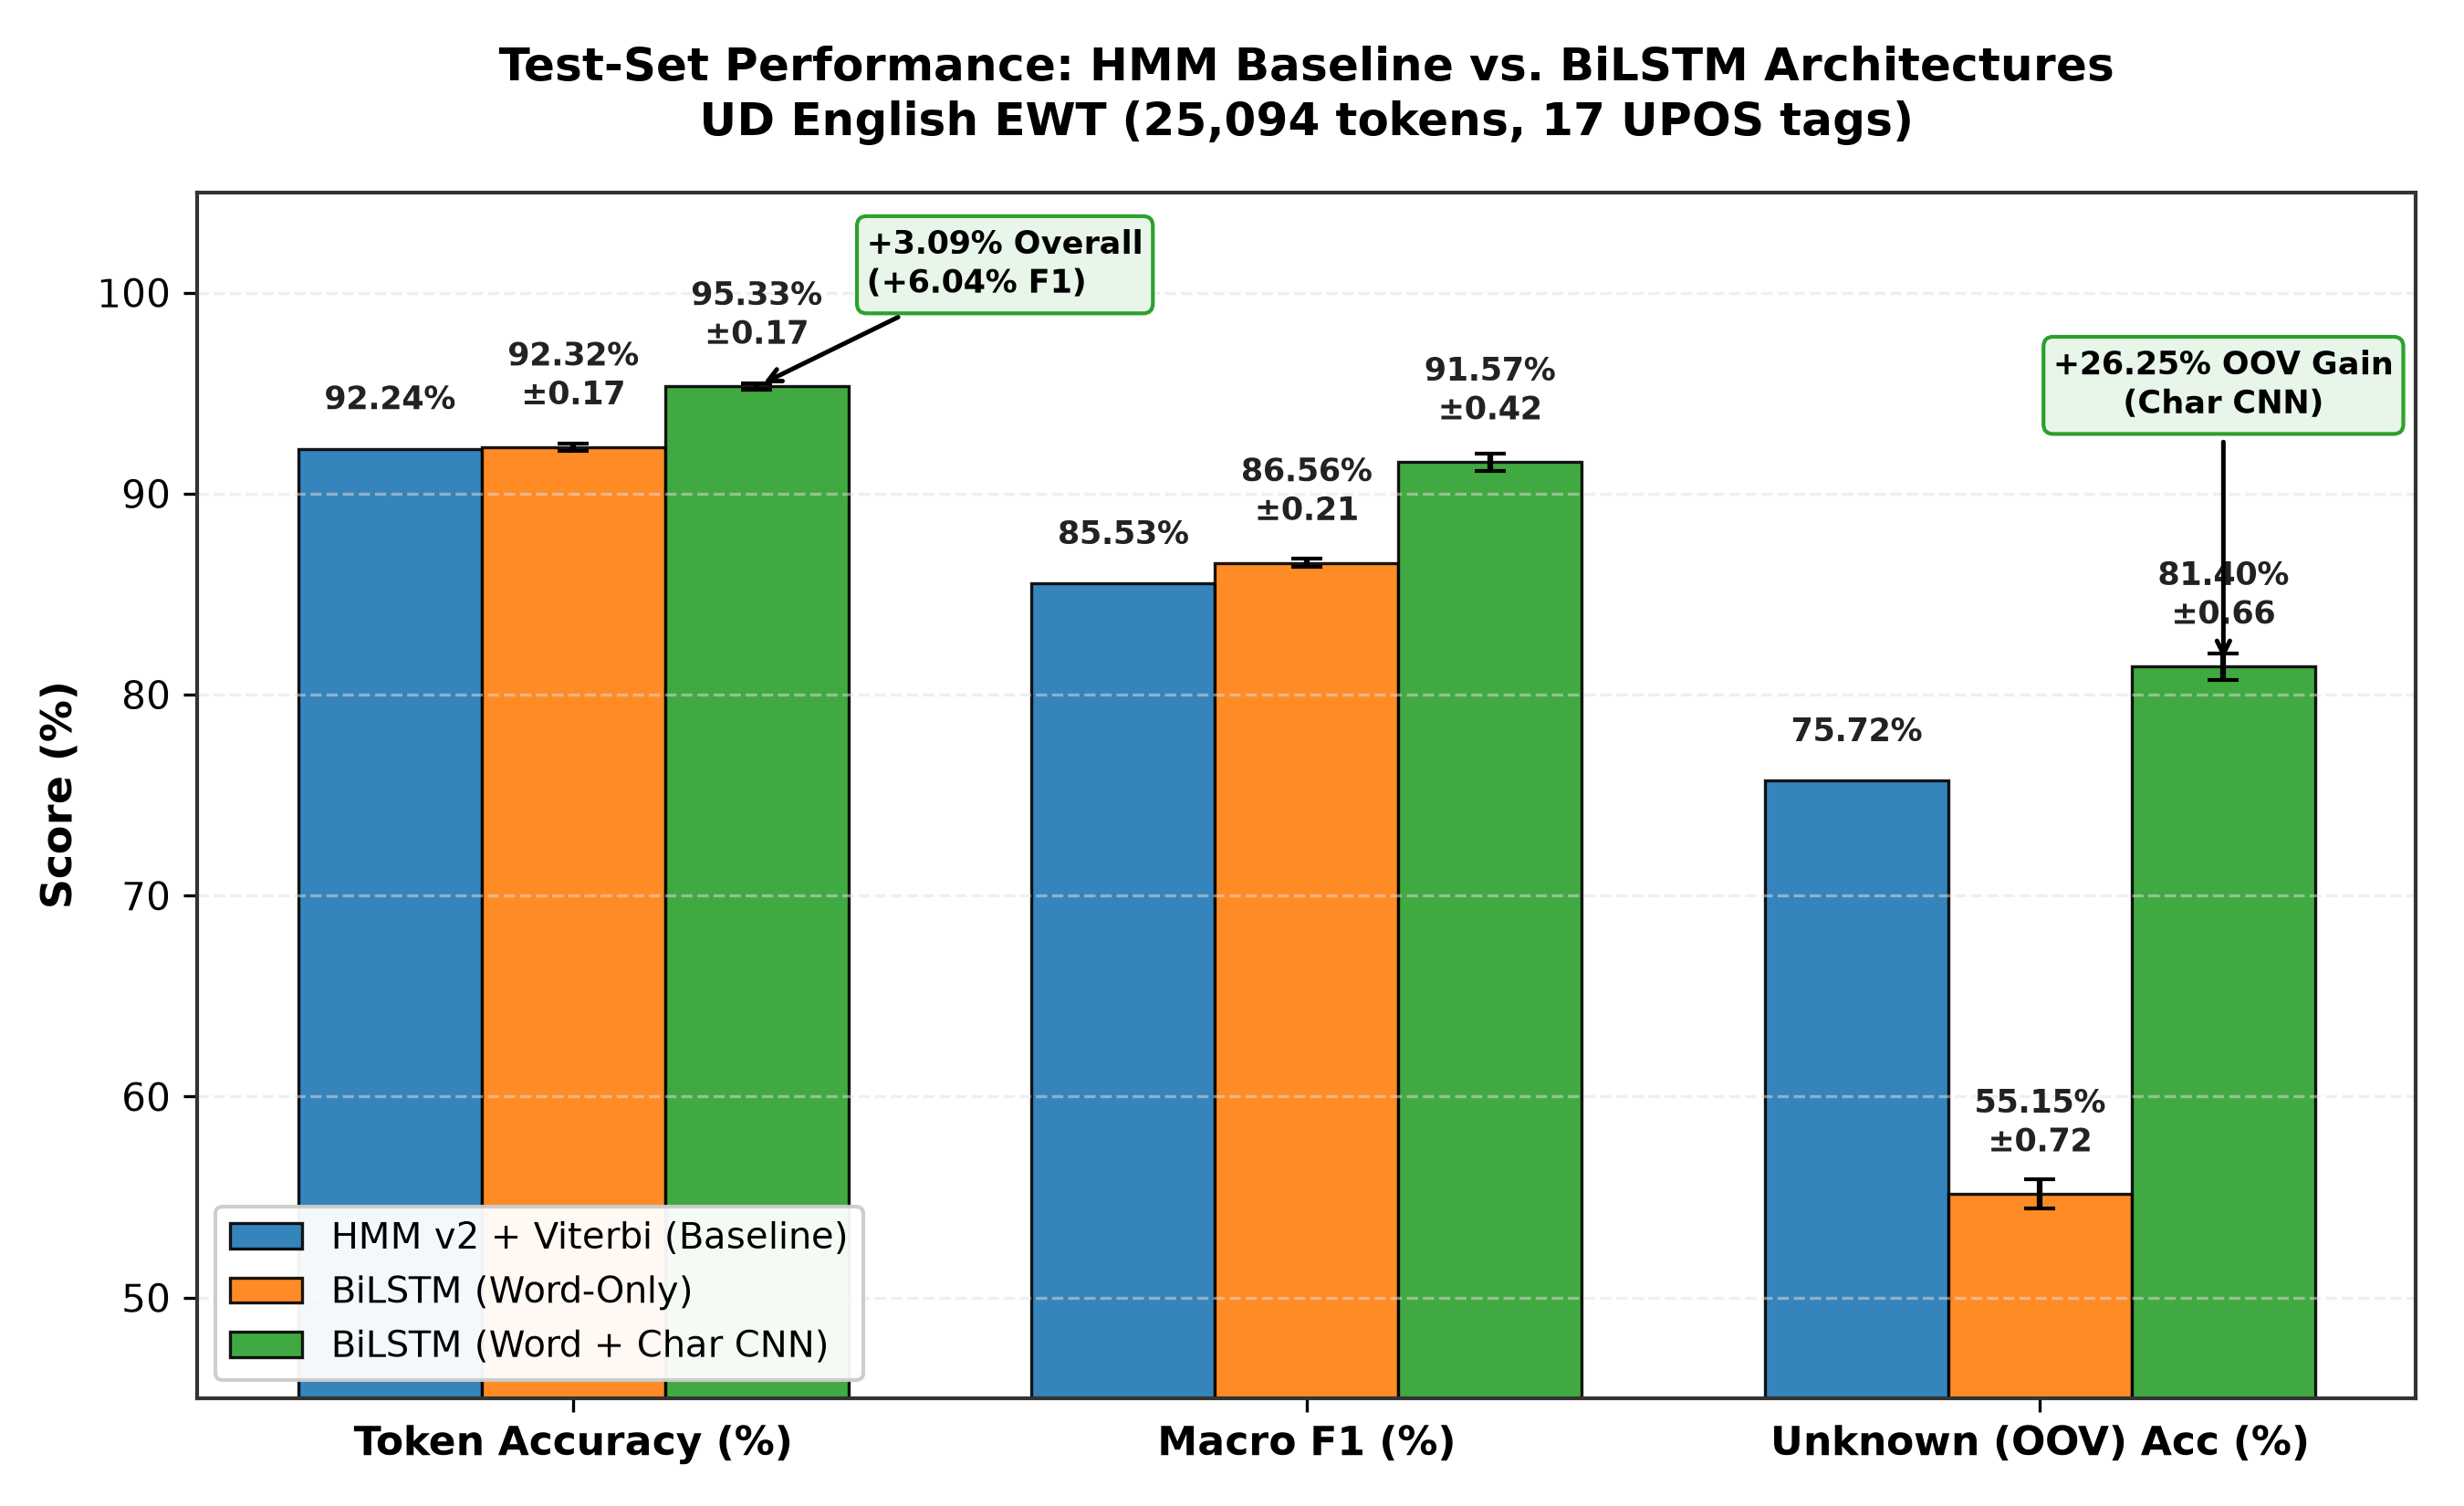 Test-Set Performance: HMM Baseline vs. BiLSTM Architectures
UD English EWT (25,094 tokens, 17 UPOS tags)
+3.09% Overall
(+6.04% F1)
+26.25% OOV Gain
(Char CNN)
92.24%
92.32%
±0.17
95.33%
±0.17
85.53%
86.56%
±0.21
91.57%
±0.42
75.72%
55.15%
±0.72
81.40%
±0.66
Score (%)
100
90
80
70
60
50
HMM v2 + Viterbi (Baseline)
BiLSTM (Word-Only)
BiLSTM (Word + Char CNN)
Token Accuracy (%)
Macro F1 (%)
Unknown (OOV) Acc (%)